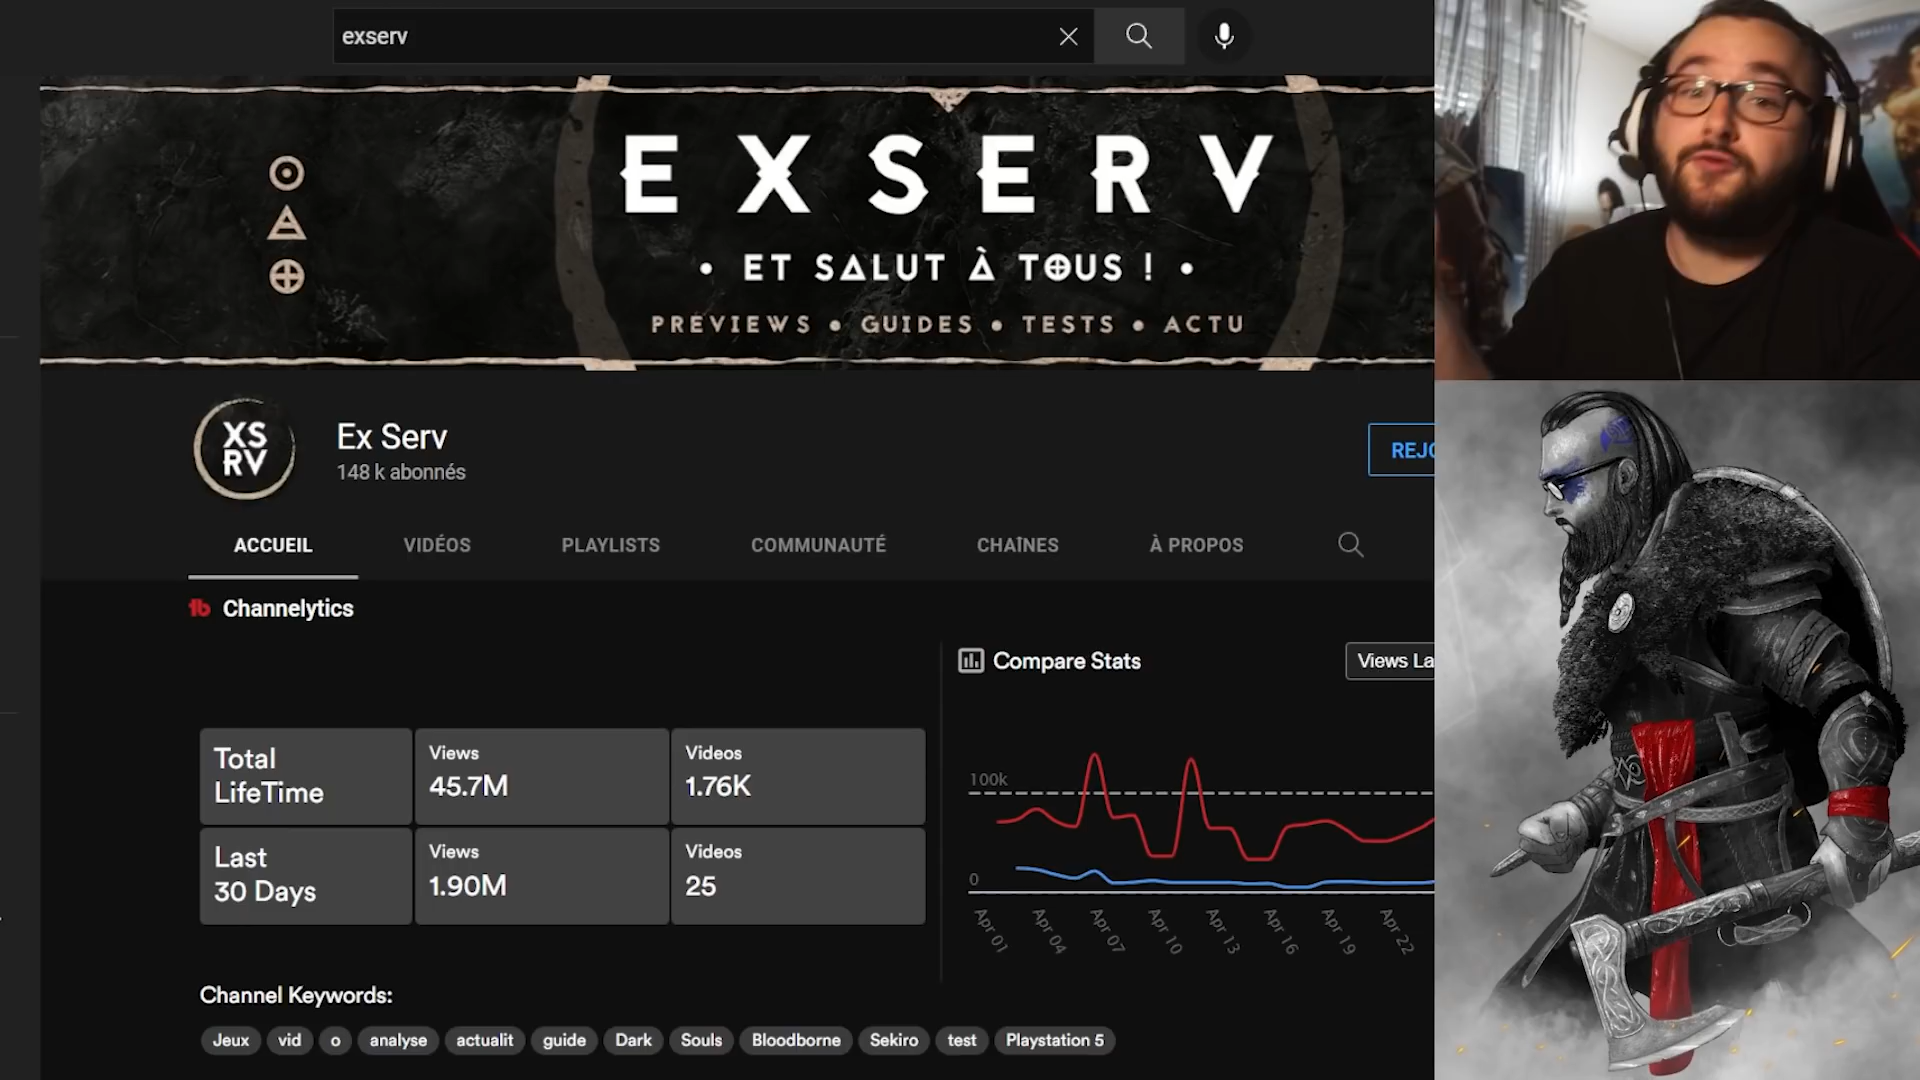 exserv
EXSERV
• ET SALUT À TOUS ! •
PRÉVIEWS • GUIDES • TESTS • ACTU
XS
RV
Ex Serv
148 k abonnés
REJO
ACCUEIL VIDÉOS PLAYLISTS COMMUNAUTÉ CHAÎNES À PROPOS
tb Channelytics
Compare Stats
Views La
Total
LifeTime
Views
45.7M
Videos
1.76K
Last
30 Days
Views
1.90M
Videos
25
100k
0
Apr 01 Apr 04 Apr 07 Apr 10 Apr 13 Apr 16 Apr 19 Apr 22
Channel Keywords:
Jeux vid o analyse actualit guide Dark Souls Bloodborne Sekiro test Playstation 5